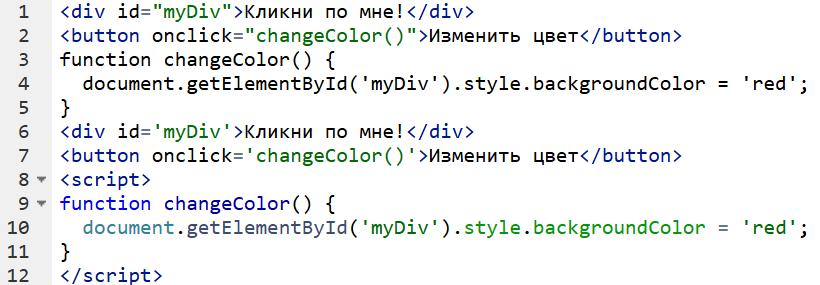 1 <div id="myDiv">Кликни по мне!</div>
2 <button onclick="changeColor()">Изменить цвет</button>
3 function changeColor() {
4   document.getElementById('myDiv').style.backgroundColor = 'red';
5 }
6 <div id='myDiv'>Кликни по мне!</div>
7 <button onclick='changeColor()'>Изменить цвет</button>
8 <script>
9 function changeColor() {
10   document.getElementById('myDiv').style.backgroundColor = 'red';
11 }
12 </script>